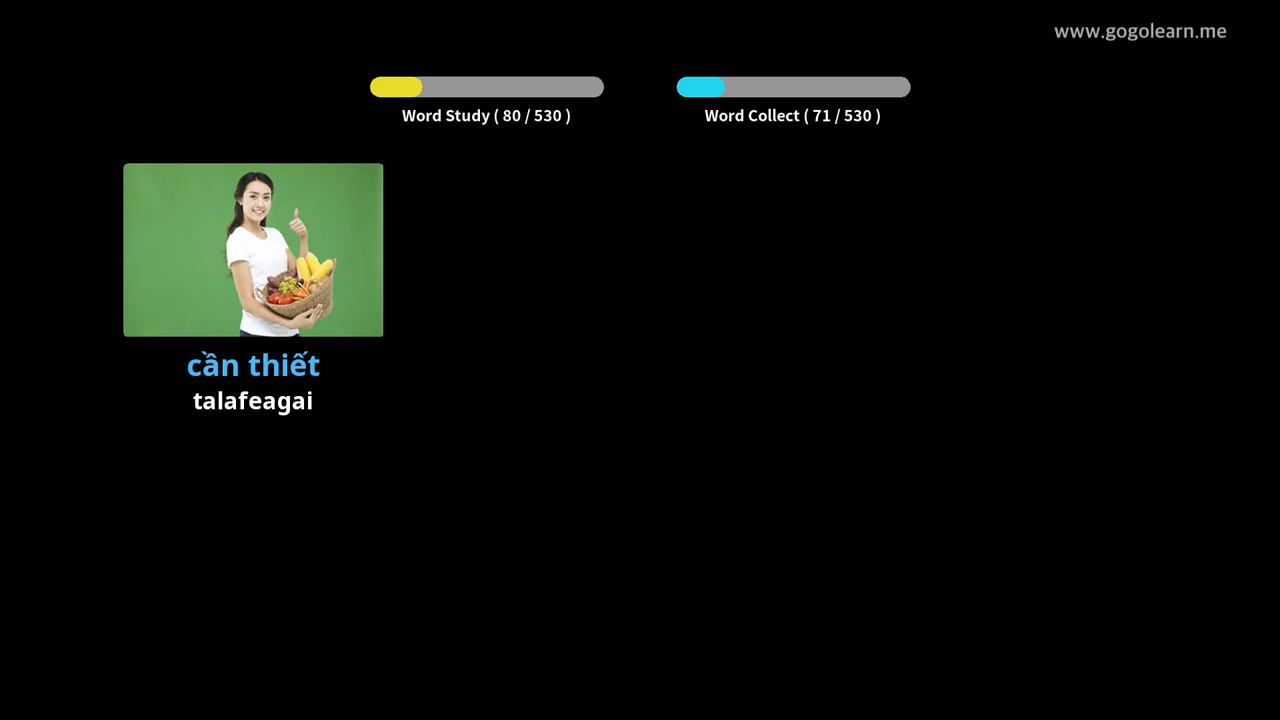 www.gogolearn.me
Word Study ( 80 / 530 )
Word Collect ( 71 / 530 )
cần thiết
talafeagai